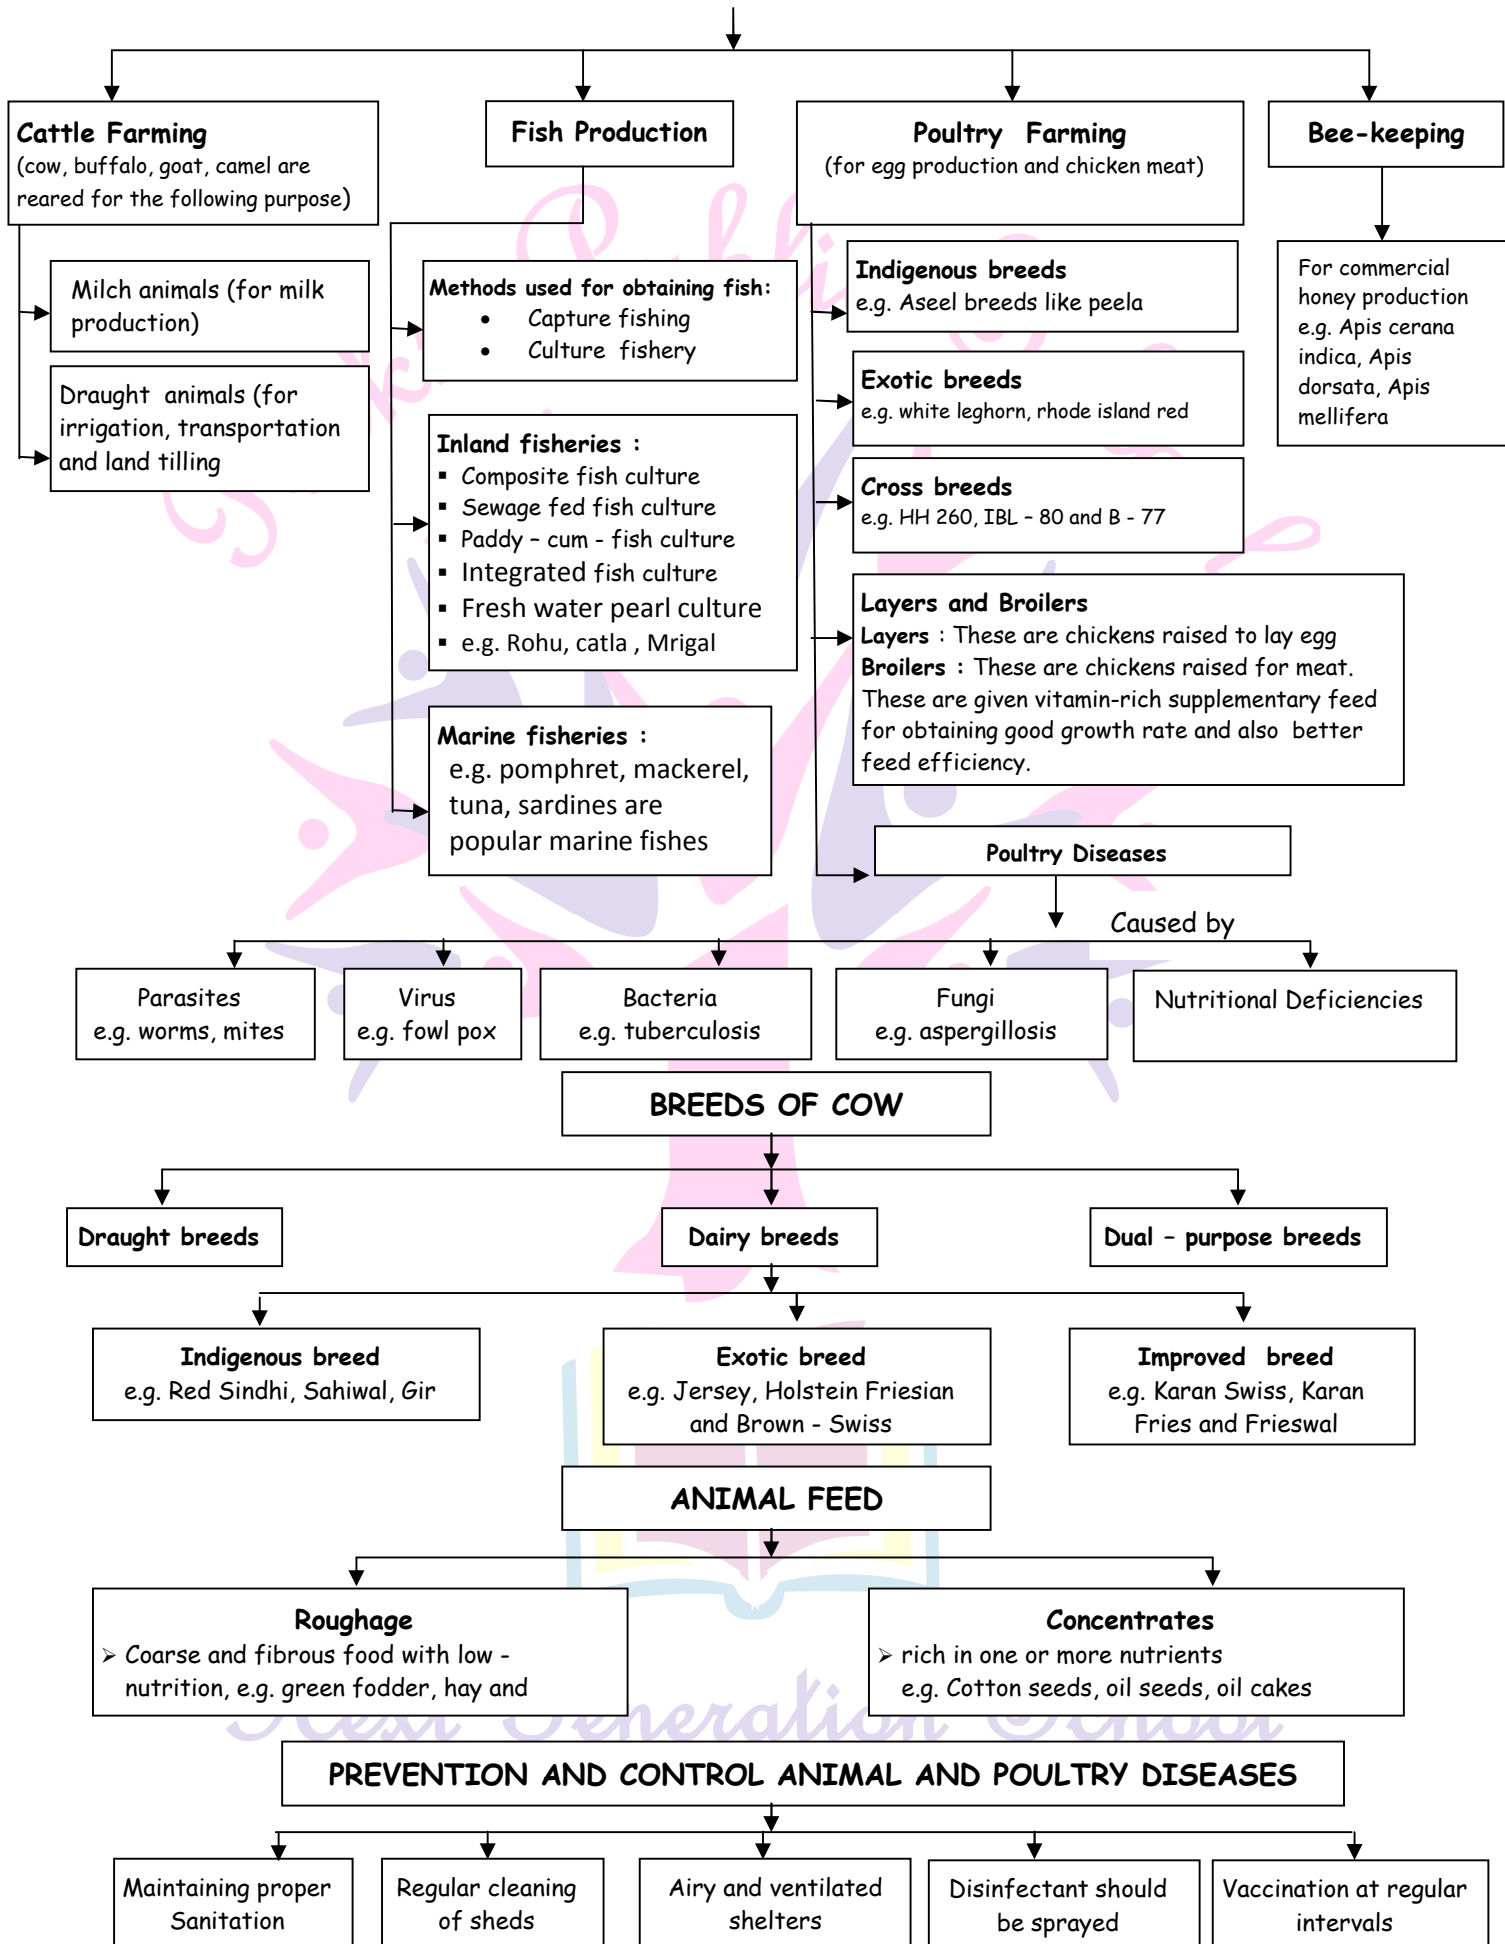 Cattle Farming
(cow, buffalo, goat, camel are
reared for the following purpose)
Milch animals (for milk
production)
Draught animals (for
irrigation, transportation
and land tilling
Fish Production
Methods used for obtaining fish:
• Capture fishing
• Culture fishery
Inland fisheries :
▪ Composite fish culture
▪ Sewage fed fish culture
▪ Paddy – cum - fish culture
▪ Integrated fish culture
▪ Fresh water pearl culture
▪ e.g. Rohu, catla , Mrigal
Marine fisheries :
e.g. pomphret, mackerel,
tuna, sardines are
popular marine fishes
Poultry Farming
(for egg production and chicken meat)
Indigenous breeds
e.g. Aseel breeds like peela
Exotic breeds
e.g. white leghorn, rhode island red
Cross breeds
e.g. HH 260, IBL – 80 and B - 77
Layers and Broilers
Layers : These are chickens raised to lay egg
Broilers : These are chickens raised for meat.
These are given vitamin-rich supplementary feed
for obtaining good growth rate and also better
feed efficiency.
Poultry Diseases
Bee-keeping
For commercial
honey production
e.g. Apis cerana
indica, Apis
dorsata, Apis
mellifera
Caused by
Parasites
e.g. worms, mites
Virus
e.g. fowl pox
Bacteria
e.g. tuberculosis
Fungi
e.g. aspergillosis
Nutritional Deficiencies
BREEDS OF COW
Draught breeds
Dairy breeds
Dual – purpose breeds
Indigenous breed
e.g. Red Sindhi, Sahiwal, Gir
Exotic breed
e.g. Jersey, Holstein Friesian
and Brown - Swiss
Improved breed
e.g. Karan Swiss, Karan
Fries and Frieswal
ANIMAL FEED
Roughage
➢ Coarse and fibrous food with low -
nutrition, e.g. green fodder, hay and
Concentrates
➢ rich in one or more nutrients
e.g. Cotton seeds, oil seeds, oil cakes
Next Generation School
PREVENTION AND CONTROL ANIMAL AND POULTRY DISEASES
Maintaining proper
Sanitation
Regular cleaning
of sheds
Airy and ventilated
shelters
Disinfectant should
be sprayed
Vaccination at regular
intervals